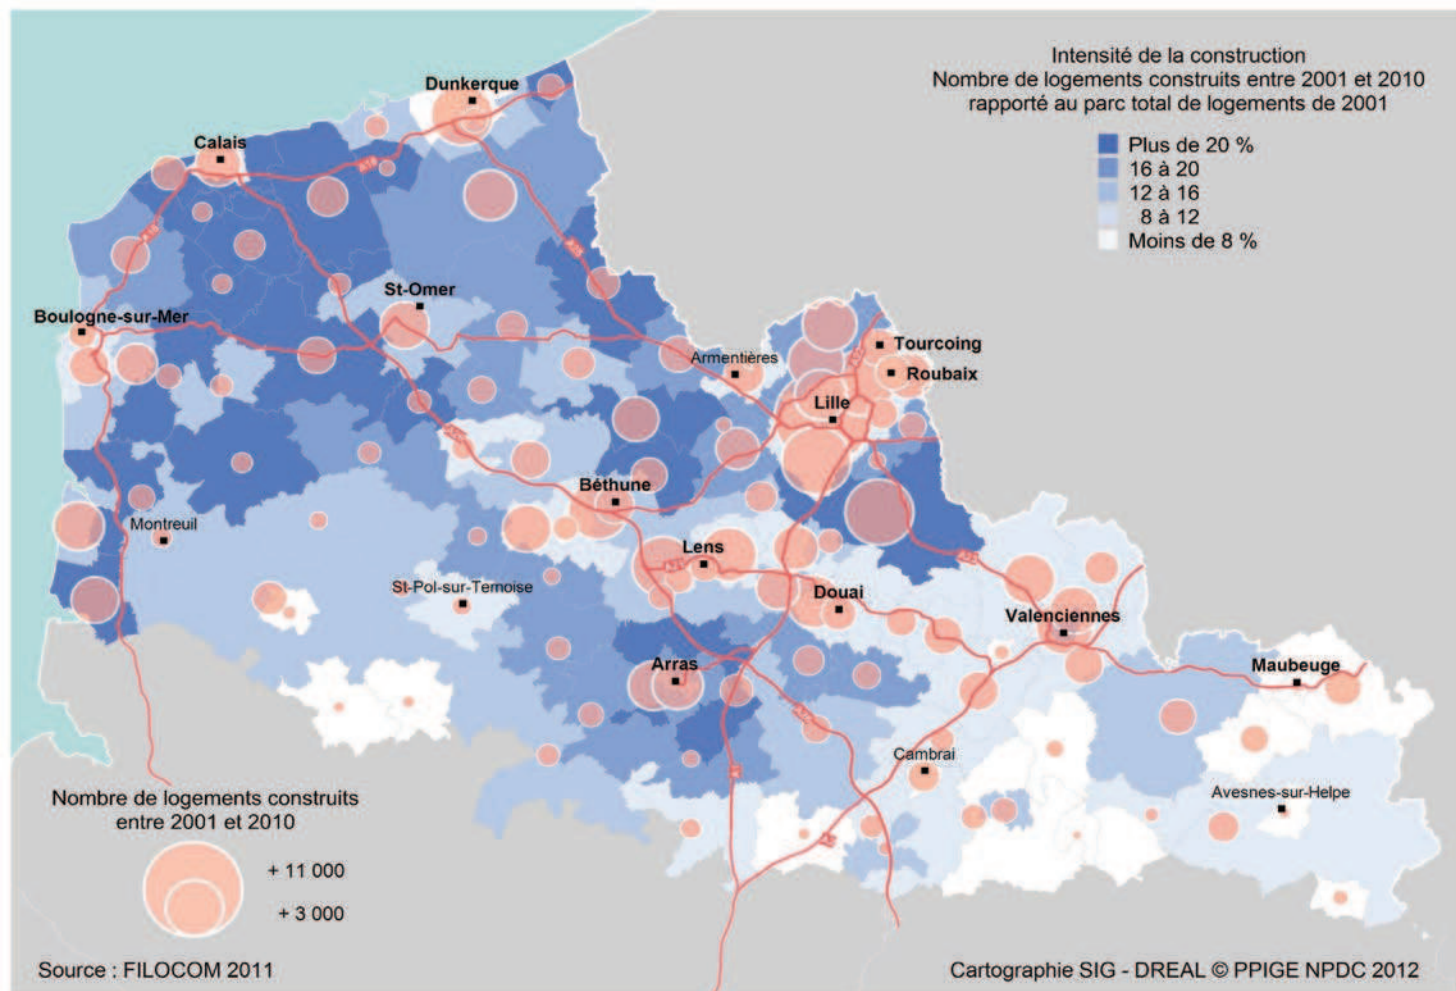 Intensité de la construction
Nombre de logements construits entre 2001 et 2010
rapporté au parc total de logements de 2001
Plus de 20 %
16 à 20
12 à 16
8 à 12
Moins de 8 %
Dunkerque
Calais
St-Omer
Boulogne-sur-Mer
Armentières
Tourcoing
Roubaix
Lille
Béthune
Montreuil
Lens
St-Pol-sur-Ternoise
Douai
Valenciennes
Arras
Maubeuge
Cambrai
Avesnes-sur-Helpe
Nombre de logements construits
entre 2001 et 2010
+ 11 000
+ 3 000
Source : FILOCOM 2011
Cartographie SIG - DREAL © PPIGE NPDC 2012